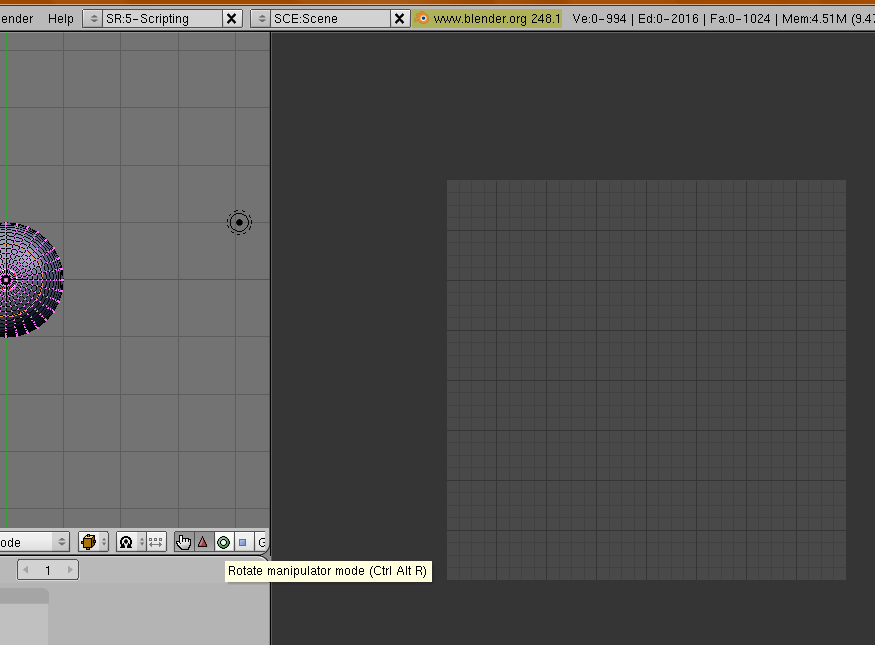 ender Help SR:5-Scripting SCE:Scene www.blender.org 248.1 Ve:0-994 | Ed:0-2016 | Fa:0-1024 | Mem:4.51M (9.47
ode G
1
Rotate manipulator mode (Ctrl Alt R)